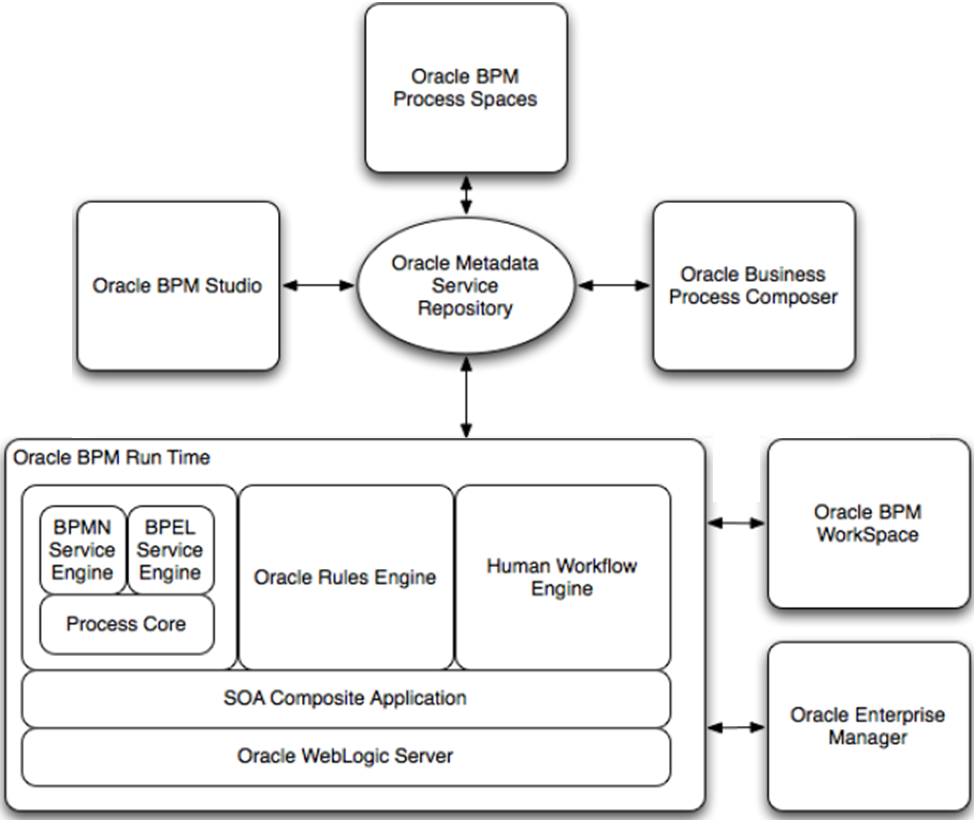 Oracle BPM
Process Spaces
Oracle BPM Studio
Oracle Metadata
Service
Repository
Oracle Business
Process Composer
Oracle BPM Run Time
BPMN
Service
Engine
BPEL
Service
Engine
Process Core
Oracle Rules Engine
Human Workflow
Engine
SOA Composite Application
Oracle WebLogic Server
Oracle BPM
WorkSpace
Oracle Enterprise
Manager